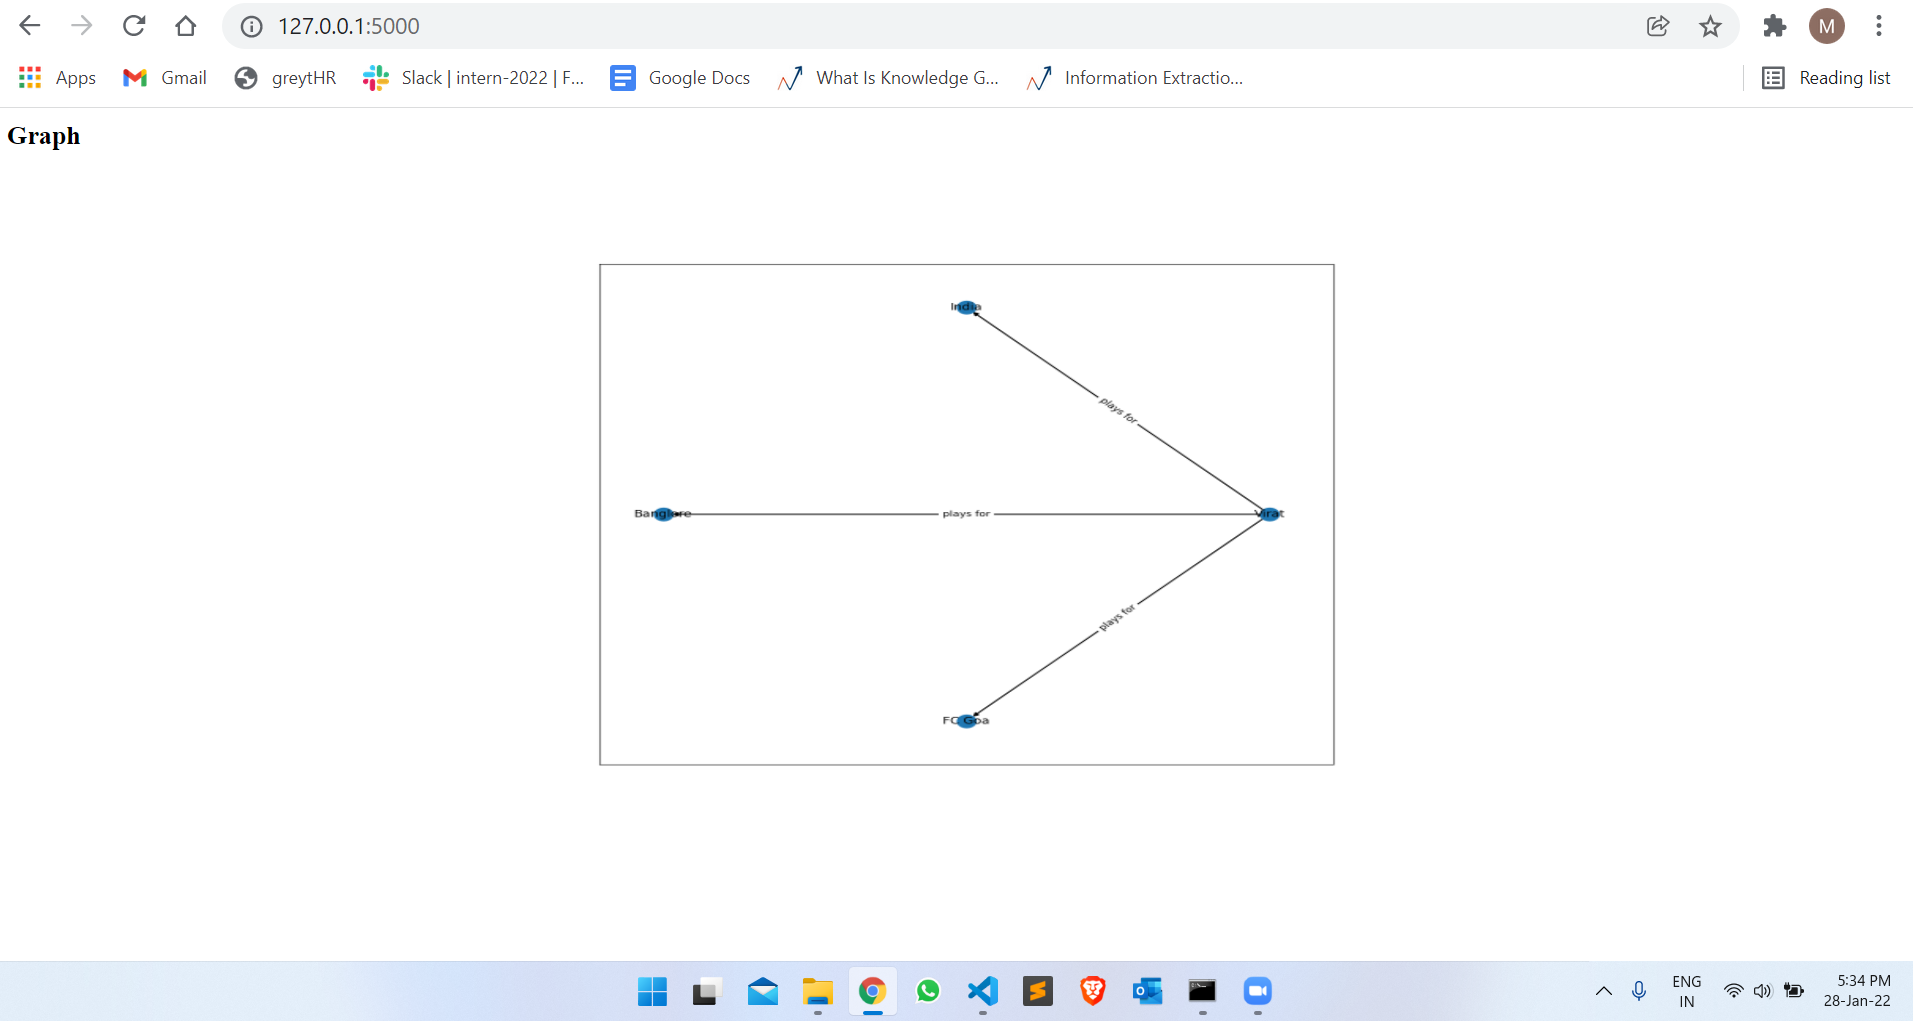 127.0.0.1:5000
M
Apps
Gmail
greytHR
Slack | intern-2022 | F...
Google Docs
What Is Knowledge G...
Information Extractio...
Reading list
Graph
India
plays for
Banglore
plays for
Virat
plays for
FC Goa
ENG
IN
5:34 PM
28-Jan-22